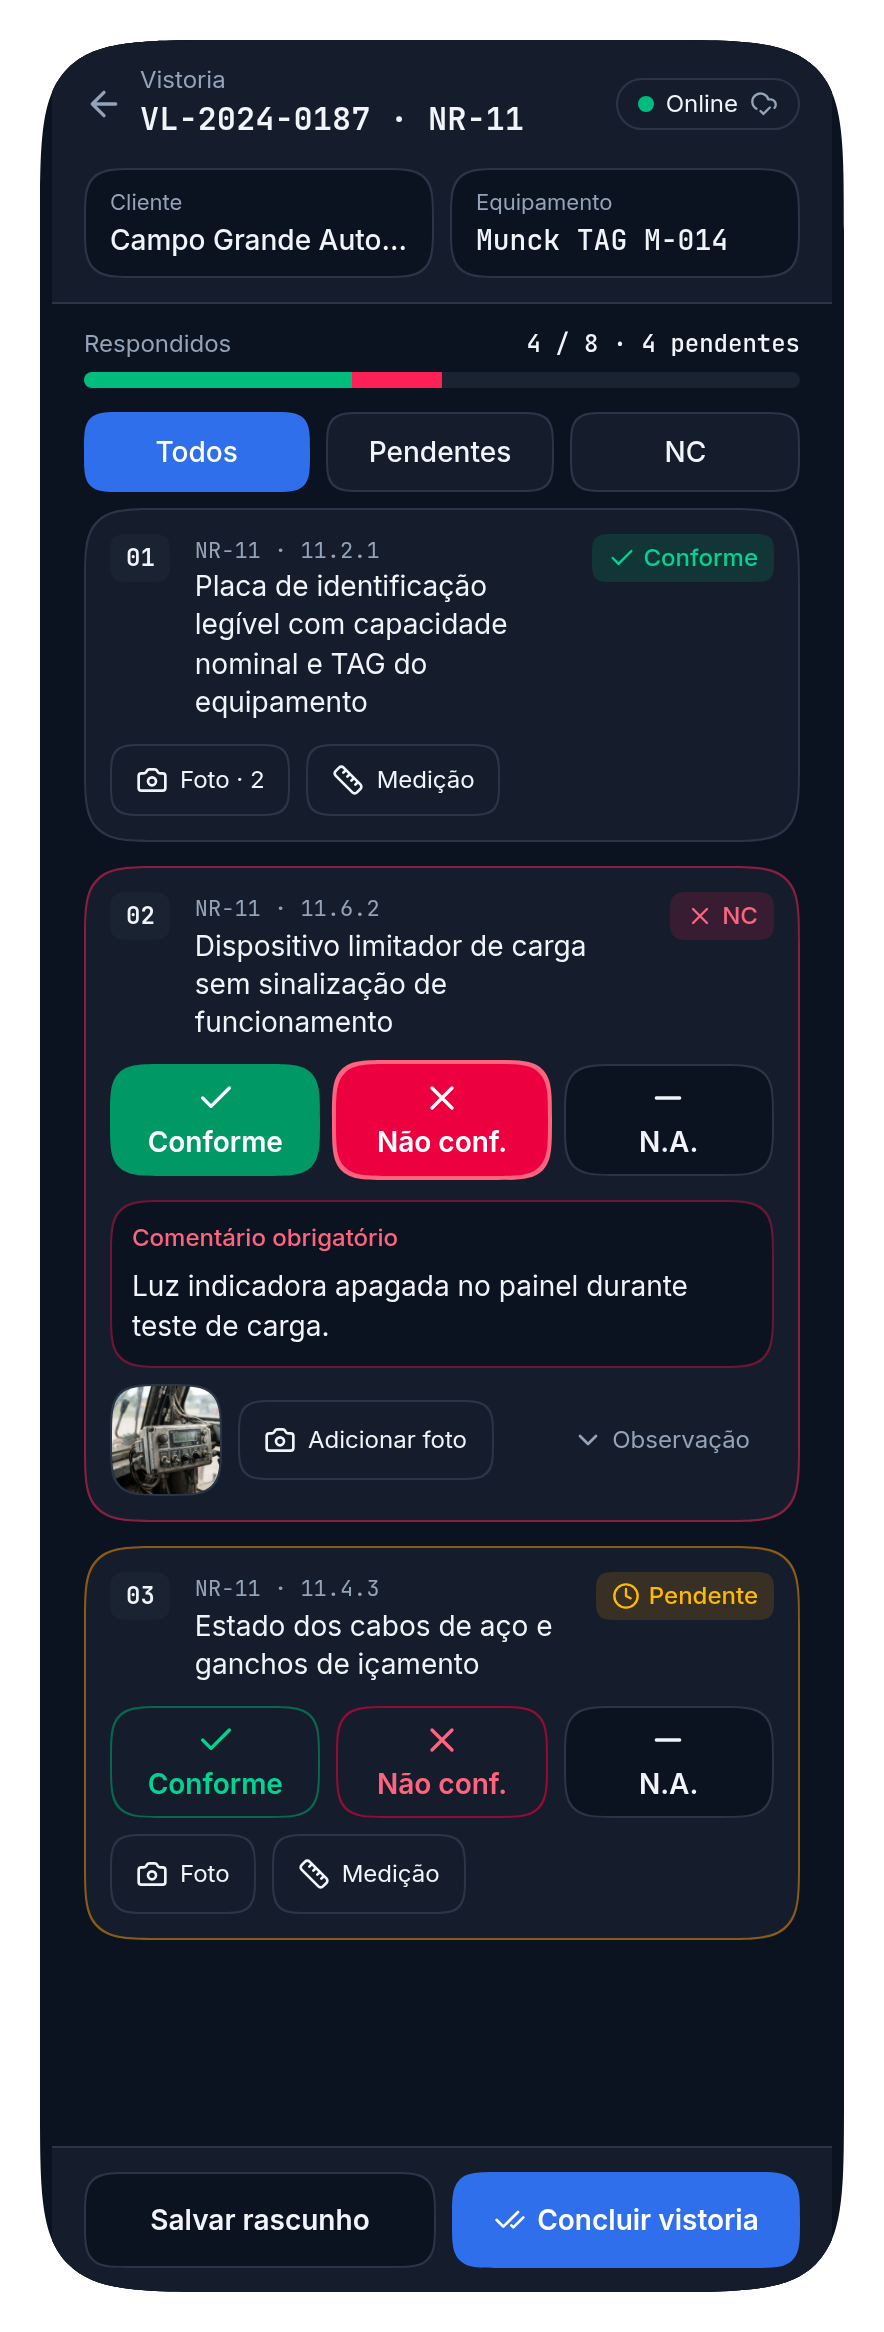 Vistoria
VL-2024-0187 · NR-11
Online
Cliente
Campo Grande Auto...
Equipamento
Munck TAG M-014
Respondidos
4 / 8 · 4 pendentes
Todos
Pendentes
NC
01
NR-11 · 11.2.1
Conforme
Placa de identificação
legível com capacidade
nominal e TAG do
equipamento
Foto · 2
Medição
02
NR-11 · 11.6.2
NC
Dispositivo limitador de carga
sem sinalização de
funcionamento
Conforme
Não conf.
N.A.
Comentário obrigatório
Luz indicadora apagada no painel durante
teste de carga.
Adicionar foto
Observação
03
NR-11 · 11.4.3
Pendente
Estado dos cabos de aço e
ganchos de içamento
Conforme
Não conf.
N.A.
Foto
Medição
Salvar rascunho
Concluir vistoria